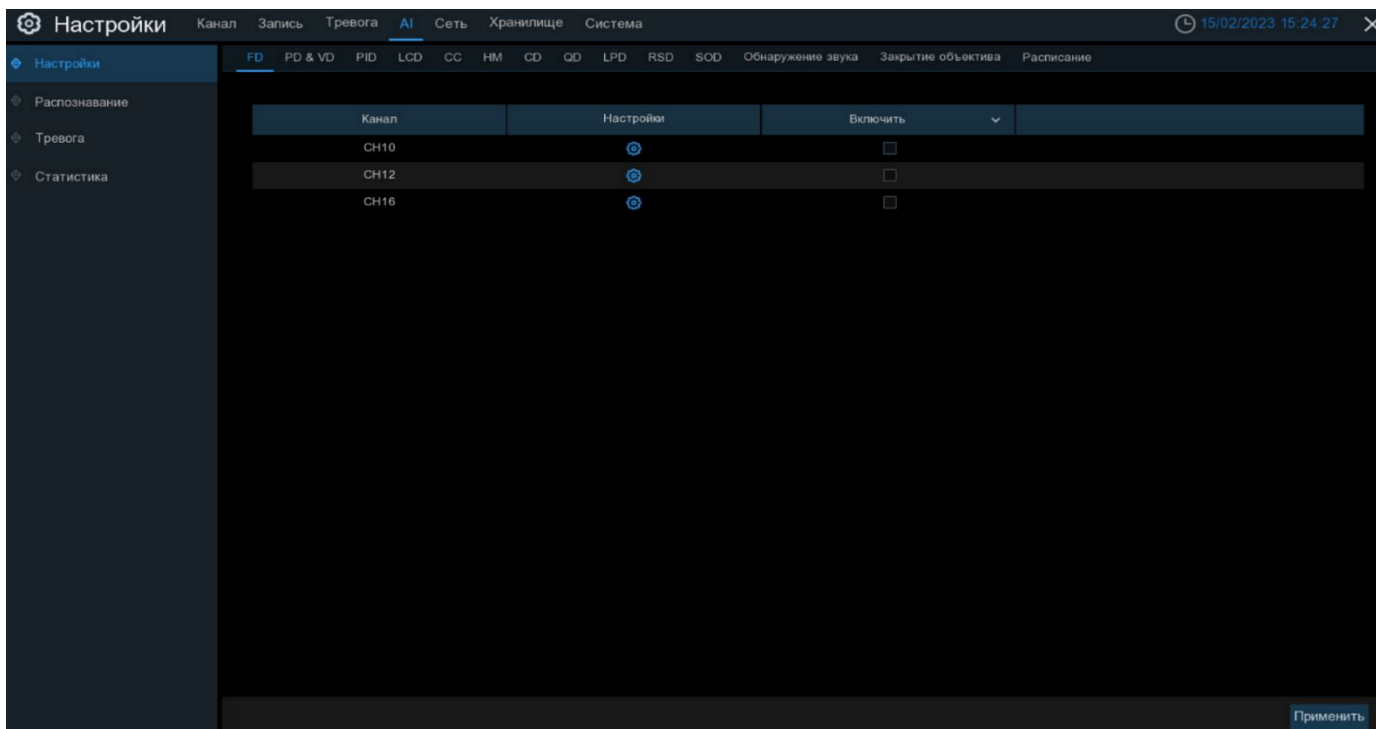 Настройки Канал Запись Тревога AI Сеть Хранилище Система 15/02/2023 15:24:27
Настройки
Распознавание
Тревога
Статистика
FD PD & VD PID LCD CC HM CD QD LPD RSD SOD Обнаружение звука Закрытие объектива Расписание
Канал Настройки Включить
CH10
CH12
CH16
Применить